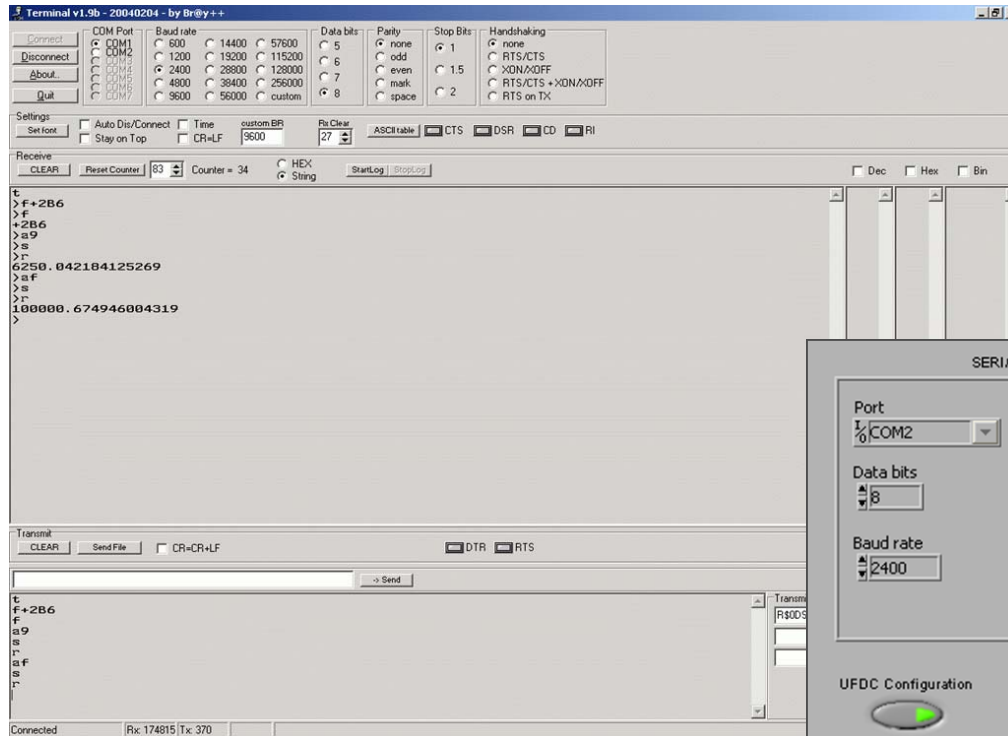 Terminal v1.9b - 20040204 - by Br@y++
Connect
Disconnect
About..
Quit
COM Port
COM1
COM2
COM3
COM4
COM5
COM6
COM7
Baud rate
600 14400 57600
1200 19200 115200
2400 28800 128000
4800 38400 256000
9600 56000 custom
Data bits
5
6
7
8
Parity
none
odd
even
mark
space
Stop Bits
1
1.5
2
Handshaking
none
RTS/CTS
XON/XOFF
RTS/CTS + XON/XOFF
RTS on TX
Settings
Set font
Auto Dis/Connect Time
Stay on Top CR=LF
custom BR
9600
Rx Clear
27
ASCII table CTS DSR CD RI
Receive
CLEAR Reset Counter 83 Counter = 34
HEX
String
StartLog StopLog
Dec Hex Bin
t
>f+2B6
>f
+2B6
>a9
>s
>r
6250.042184125269
>af
>s
>r
100000.674946004319
>
Transmit
CLEAR Send File CR=CR+LF DTR RTS
-> Send
t
f+2B6
f
a9
s
r
af
s
r
Transm
R$0DS
Connected Rx: 174815 Tx: 370
SERIA
Port
COM2
Data bits
8
Baud rate
2400
UFDC Configuration